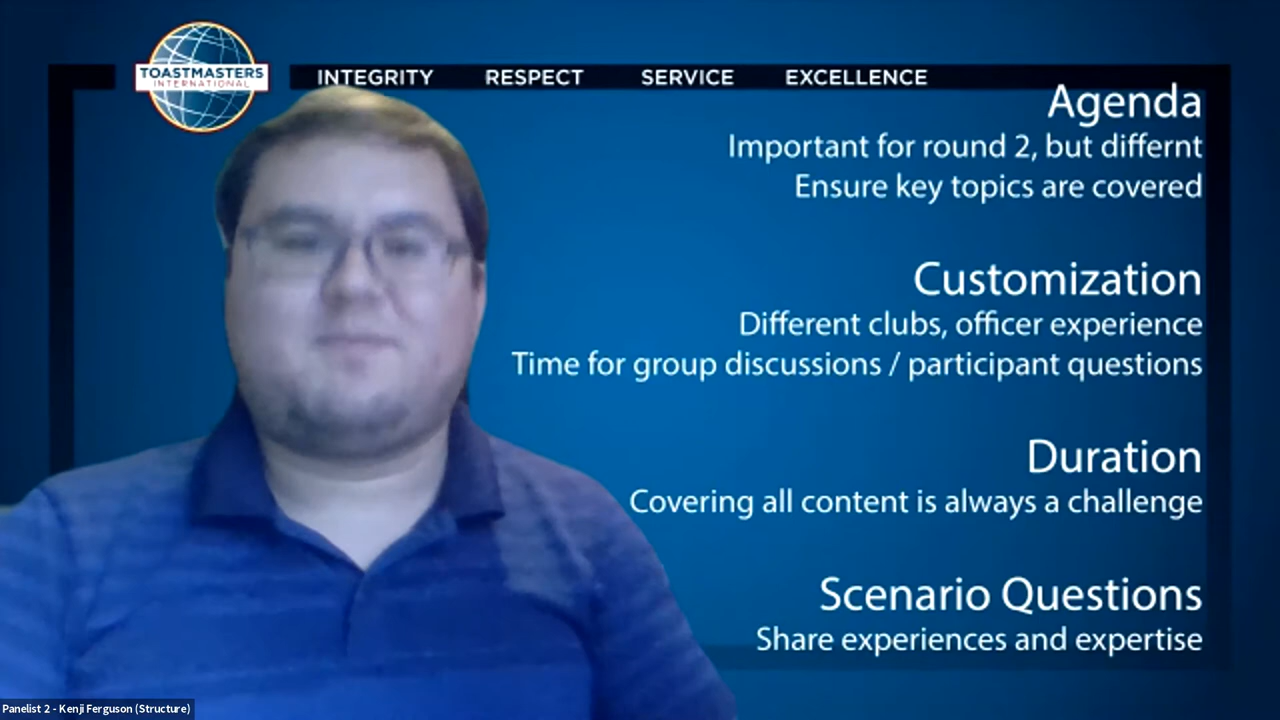 TOASTMASTERS
INTERNATIONAL
INTEGRITY RESPECT SERVICE EXCELLENCE
Agenda
Important for round 2, but differnt
Ensure key topics are covered
Customization
Different clubs, officer experience
Time for group discussions / participant questions
Duration
Covering all content is always a challenge
Scenario Questions
Share experiences and expertise
Panelist 2 - Kenji Ferguson (Structure)